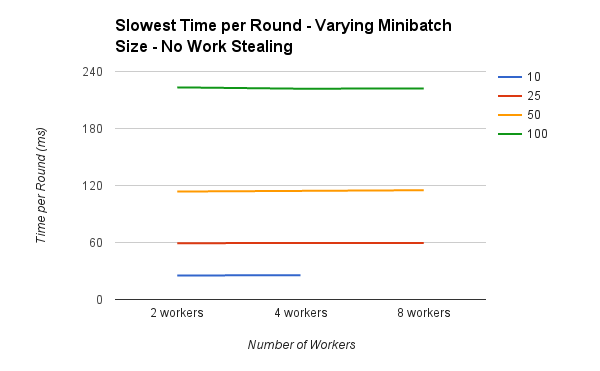 Slowest Time per Round - Varying Minibatch
Size - No Work Stealing
240
180
120
60
0
Time per Round (ms)
2 workers
4 workers
8 workers
Number of Workers
10
25
50
100